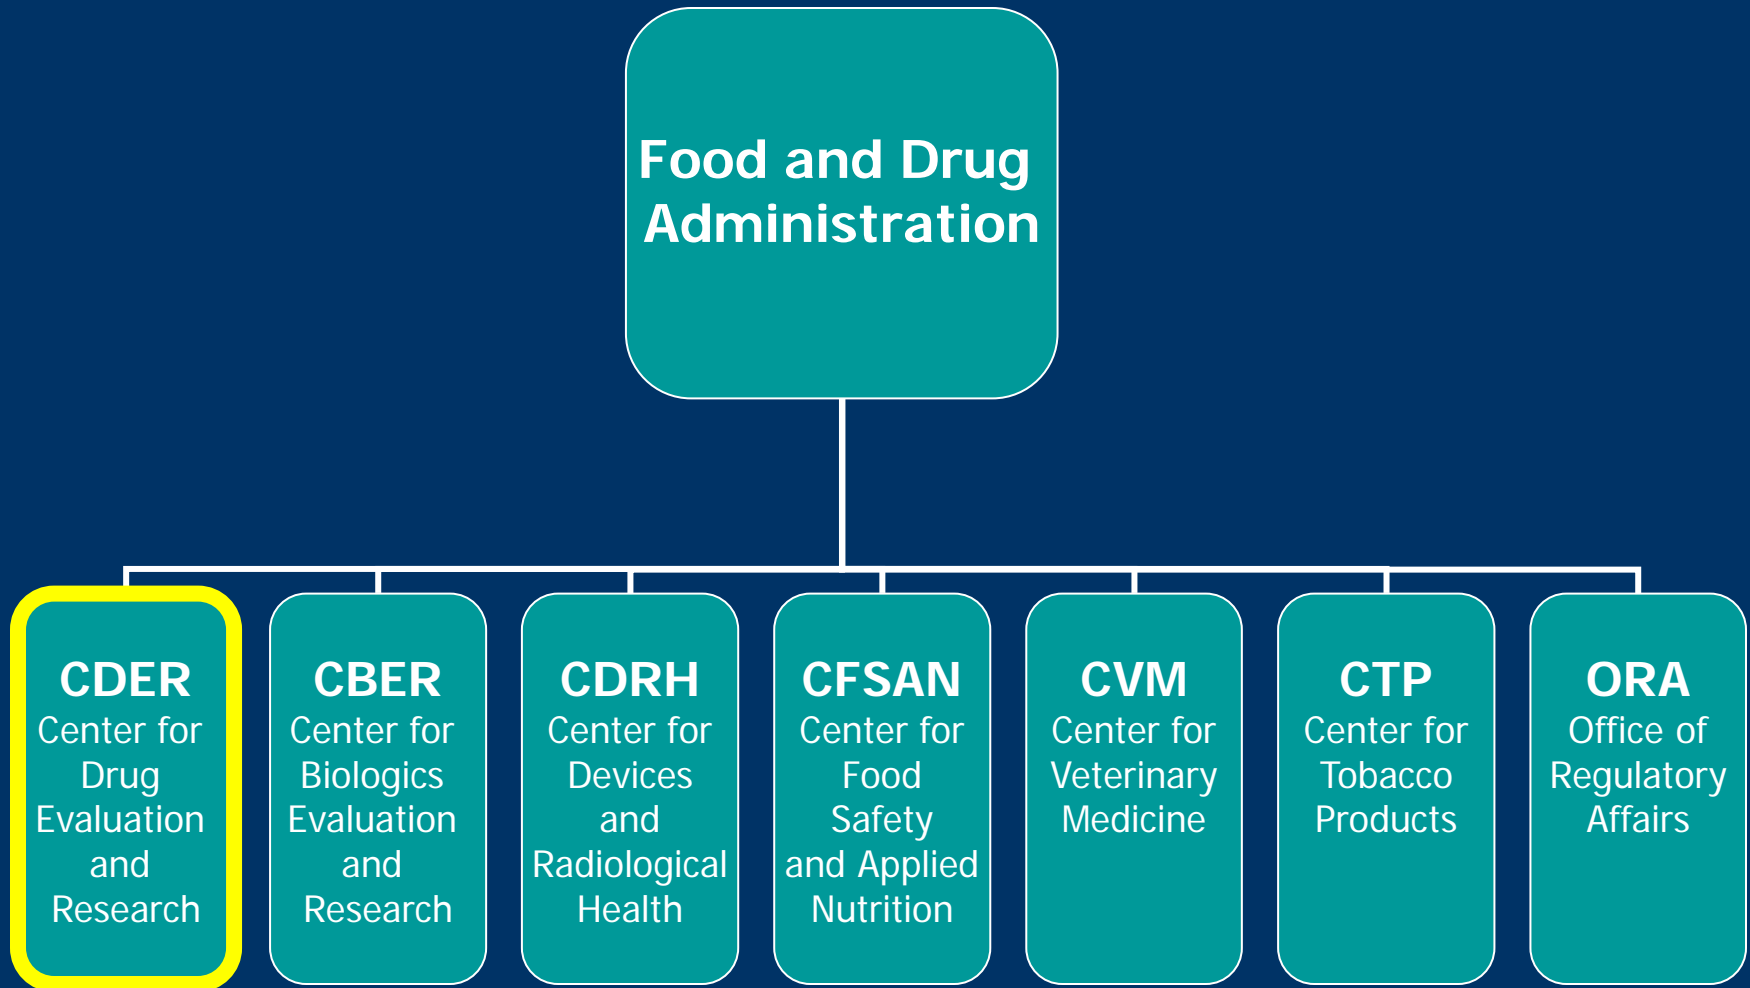 Food and Drug
Administration
CDER
Center for
Drug
Evaluation
and
Research
CBER
Center for
Biologics
Evaluation
and
Research
CDRH
Center for
Devices
and
Radiological
Health
CFSAN
Center for
Food
Safety
and Applied
Nutrition
CVM
Center for
Veterinary
Medicine
CTP
Center for
Tobacco
Products
ORA
Office of
Regulatory
Affairs